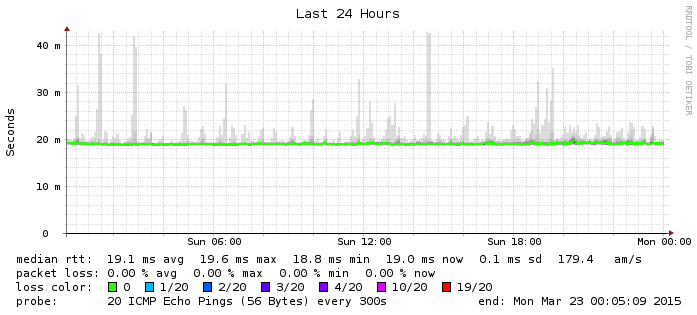 Last 24 Hours
RRDTOOL / TOBI OETIKER
Seconds
40 m
30 m
20 m
10 m
0
Sun 06:00 Sun 12:00 Sun 18:00 Mon 00:00
median rtt: 19.1 ms avg 19.6 ms max 18.8 ms min 19.0 ms now 0.1 ms sd 179.4 am/s
packet loss: 0.00 % avg 0.00 % max 0.00 % min 0.00 % now
loss color: 0 1/20 2/20 3/20 4/20 10/20 19/20
probe: 20 ICMP Echo Pings (56 Bytes) every 300s end: Mon Mar 23 00:05:09 2015